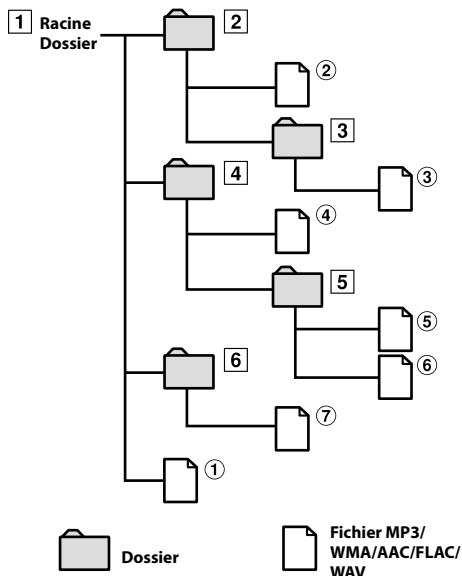 1 Racine
Dossier
2
②
3
③
4
④
5
⑤
⑥
6
⑦
①
Dossier
Fichier MP3/
WMA/AAC/FLAC/
WAV